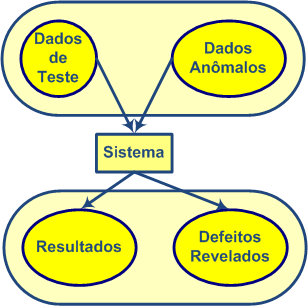 Dados
de
Teste
Dados
Anômalos
Sistema
Resultados
Defeitos
Revelados